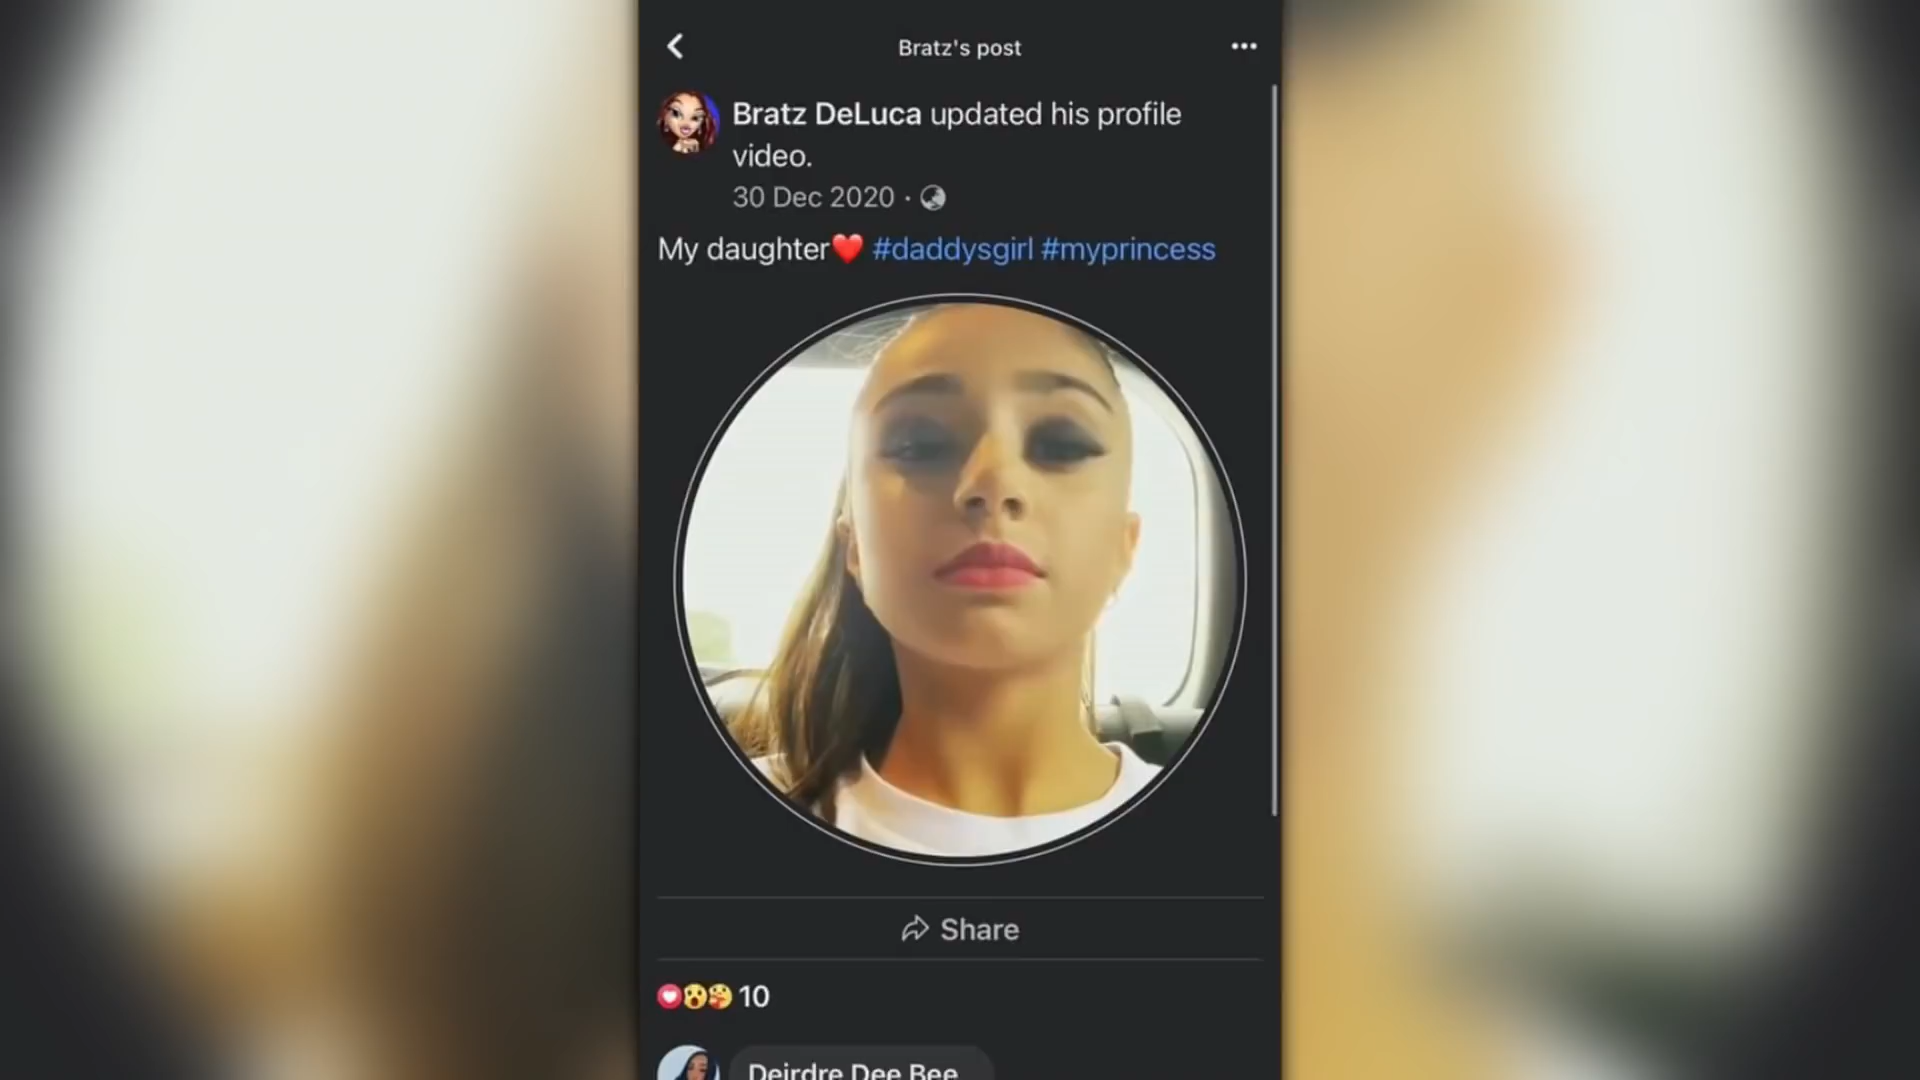 Bratz's post
Bratz DeLuca updated his profile
video.
30 Dec 2020 ·
My daughter❤️ #daddysgirl #myprincess
Share
10
Deirdre Dee Bee